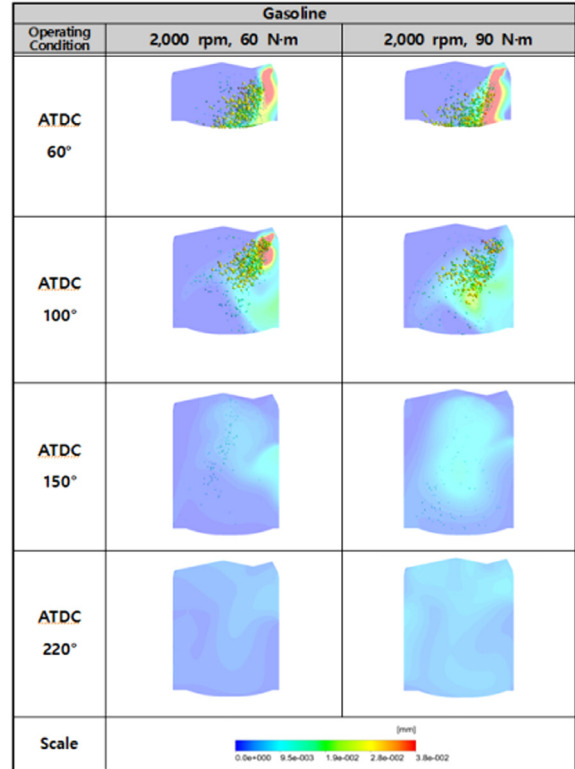 Gasoline
Operating Condition
2,000 rpm, 60 N·m
2,000 rpm, 90 N·m
ATDC
60°
ATDC
100°
ATDC
150°
ATDC
220°
Scale
[mm]
0.0e+000 9.5e-003 1.9e-002 2.8e-002 3.8e-002